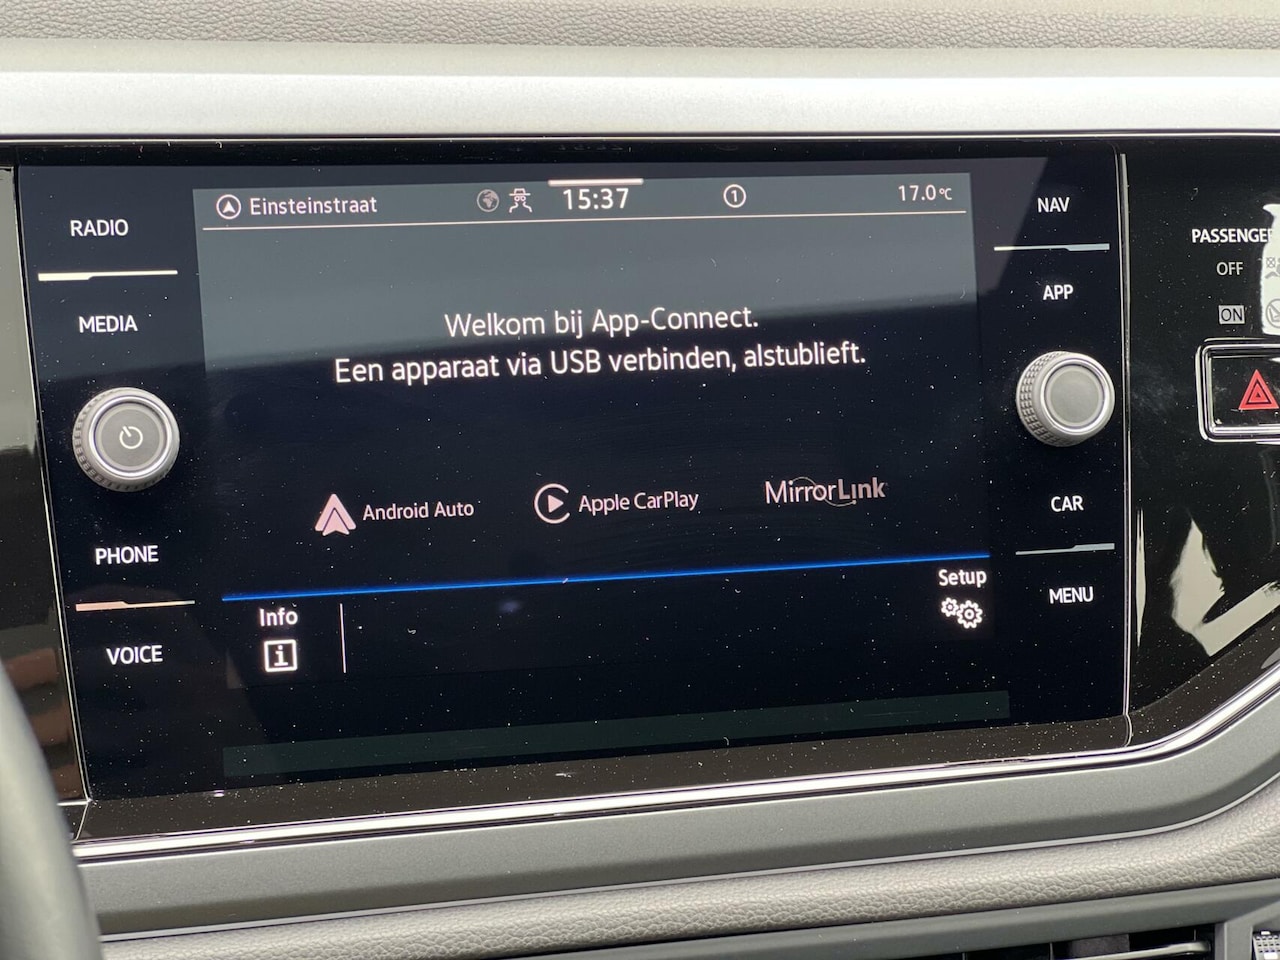 RADIO
MEDIA
PHONE
VOICE
Einsteinstraat
15:37
1
17.0°C
Welkom bij App-Connect.
Een apparaat via USB verbinden, alstublieft.
Android Auto
Apple CarPlay
MirrorLink
Info
i
Setup
NAV
APP
CAR
MENU
PASSENGER
OFF
ON